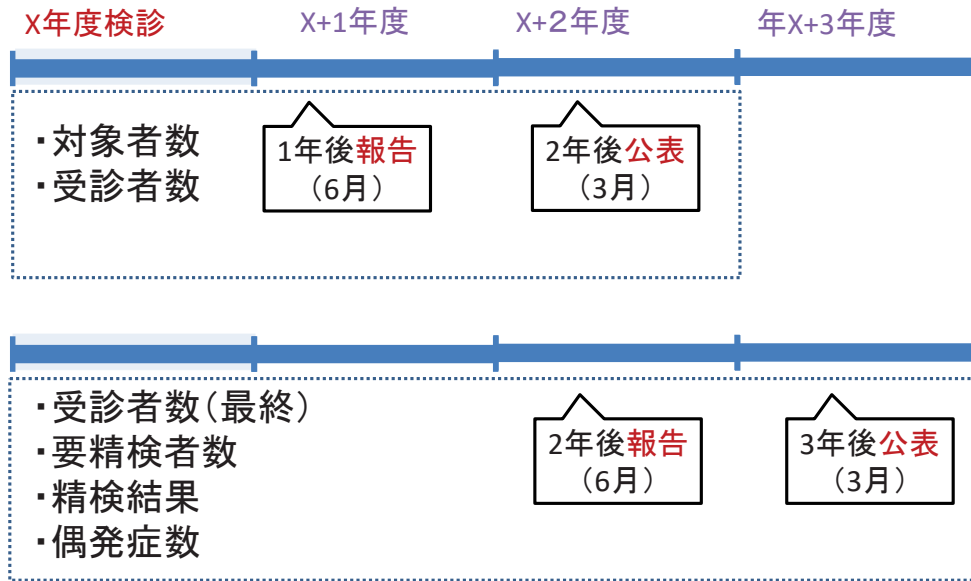 X年度検診 X+1年度 X+２年度 年X+3年度
・対象者数
・受診者数
1年後報告
（6月）
2年後公表
（3月）
・受診者数（最終）
・要精検者数
・精検結果
・偶発症数
2年後報告
（6月）
3年後公表
（3月）